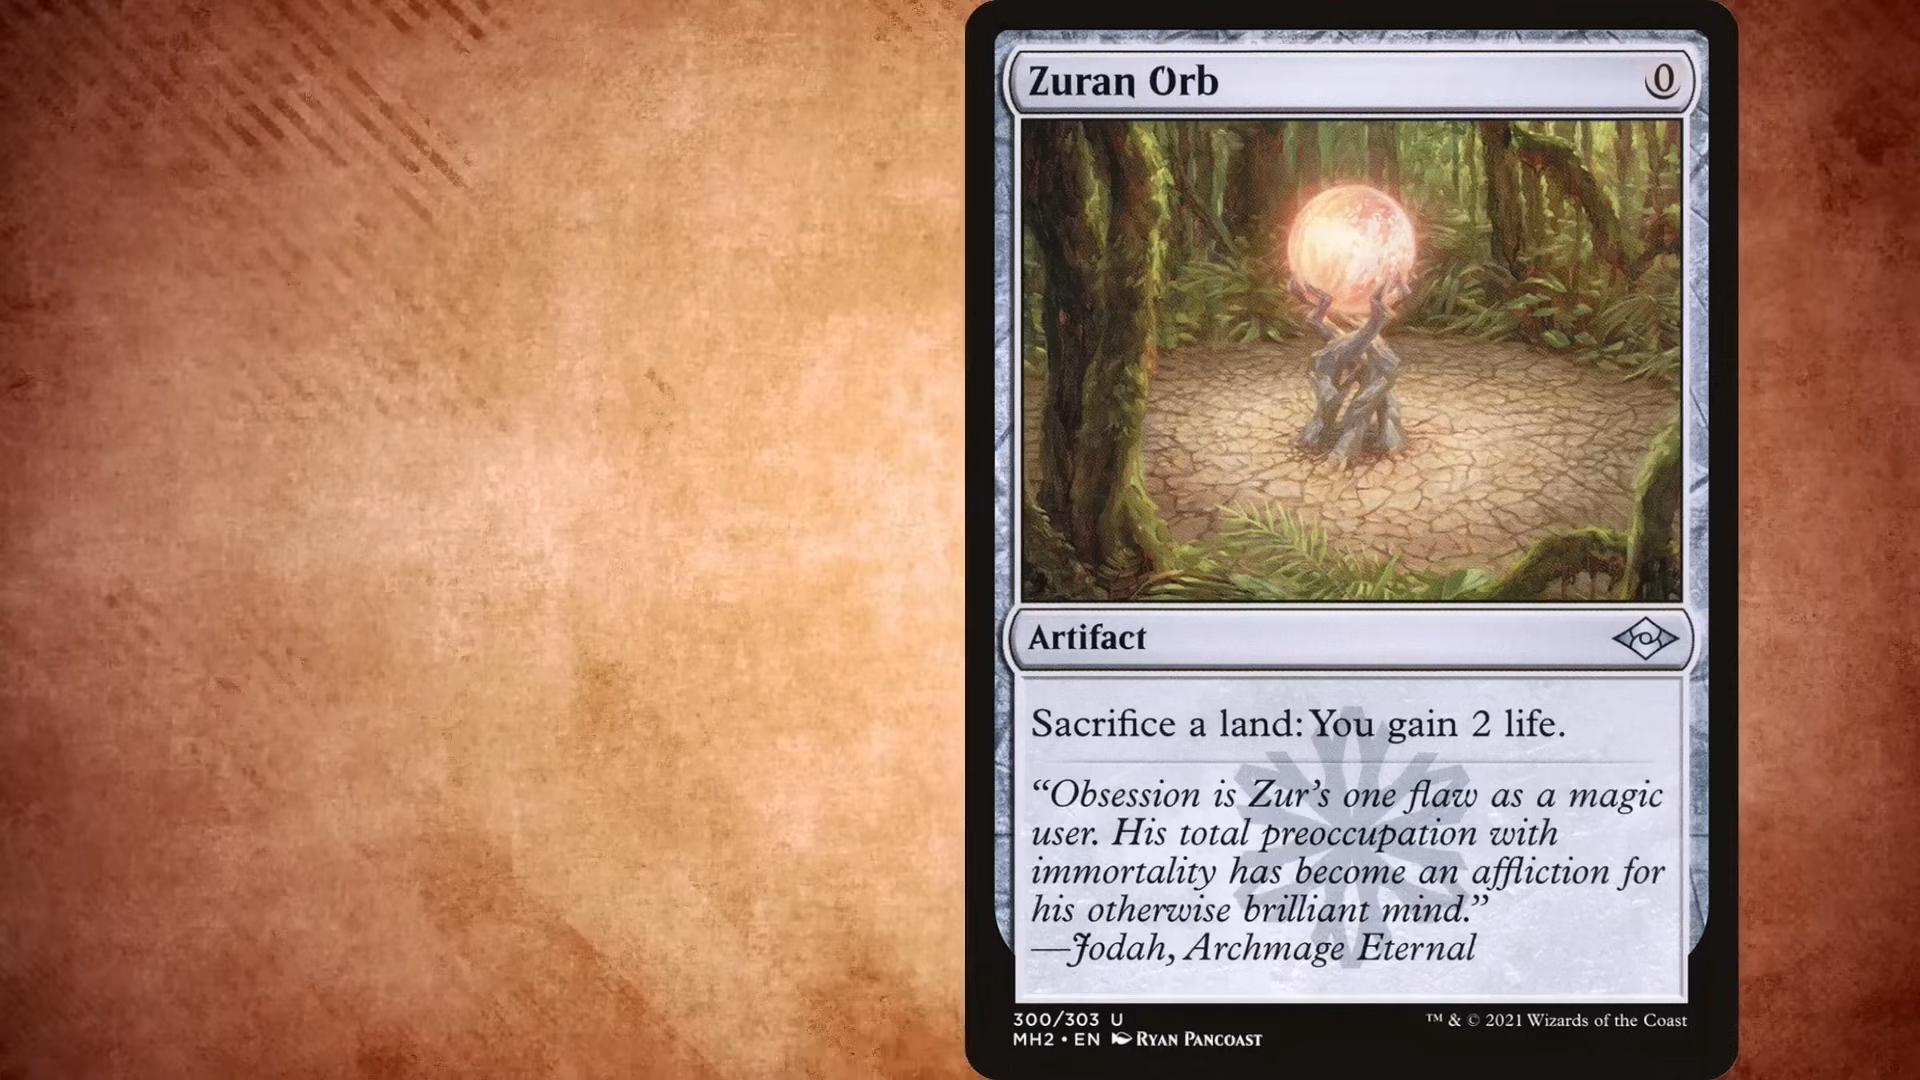 Zuran Orb 0
Artifact
Sacrifice a land: You gain 2 life.
“Obsession is Zur’s one flaw as a magic
user. His total preoccupation with
immortality has become an affliction for
his otherwise brilliant mind.”
—Jodah, Archmage Eternal
300/303 U
MH2 • EN Ryan Pancoast
™ & © 2021 Wizards of the Coast